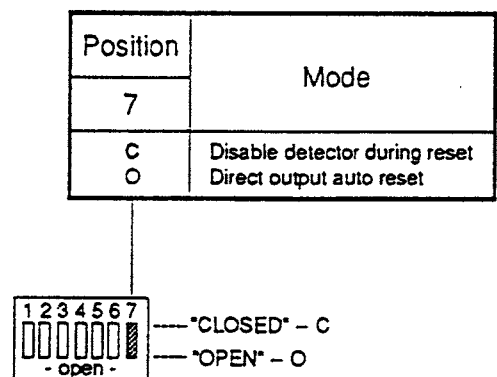 Position
Mode
7
C Disable detector during reset
O Direct output auto reset
1 2 3 4 5 6 7
"CLOSED" – C
"OPEN" – O
- open -